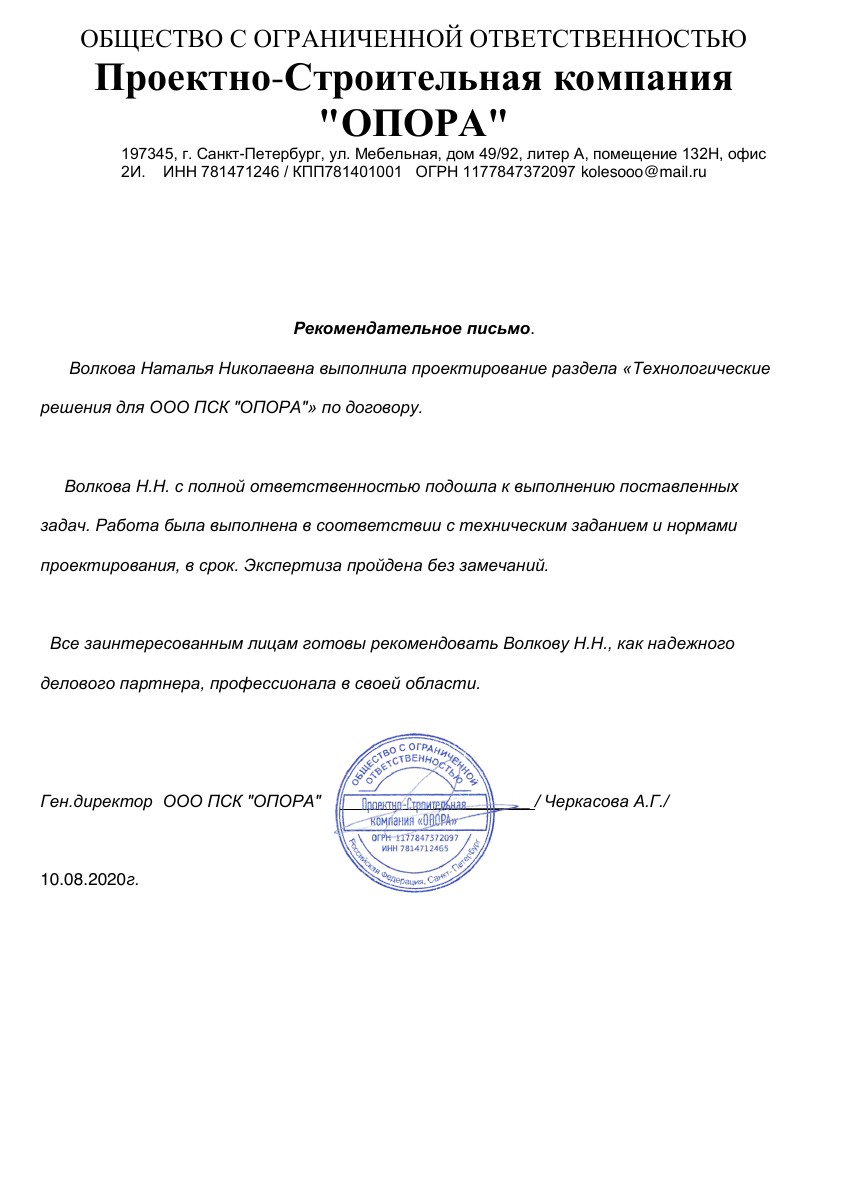 ОБЩЕСТВО С ОГРАНИЧЕННОЙ ОТВЕТСТВЕННОСТЬЮ
Проектно-Строительная компания
"ОПОРА"
197345, г. Санкт-Петербург, ул. Мебельная, дом 49/92, литер А, помещение 132Н, офис
2И. ИНН 781471246 / КПП781401001 ОГРН 1177847372097 kolesooo@mail.ru
Рекомендательное письмо.
Волкова Наталья Николаевна выполнила проектирование раздела «Технологические
решения для ООО ПСК "ОПОРА"» по договору.
Волкова Н.Н. с полной ответственностью подошла к выполнению поставленных
задач. Работа была выполнена в соответствии с техническим заданием и нормами
проектирования, в срок. Экспертиза пройдена без замечаний.
Все заинтересованным лицам готовы рекомендовать Волкову Н.Н., как надежного
делового партнера, профессионала в своей области.
ОБЩЕСТВО С ОГРАНИЧЕННОЙ
ОТВЕТСТВЕННОСТЬЮ
Ген.директор ООО ПСК "ОПОРА" / Черкасова А.Г./
Проектно-Строительная
компания «ОПОРА»
ОГРН 1177847372097
ИНН 7814712465
Российская Федерация, Санкт-Петербург
10.08.2020г.